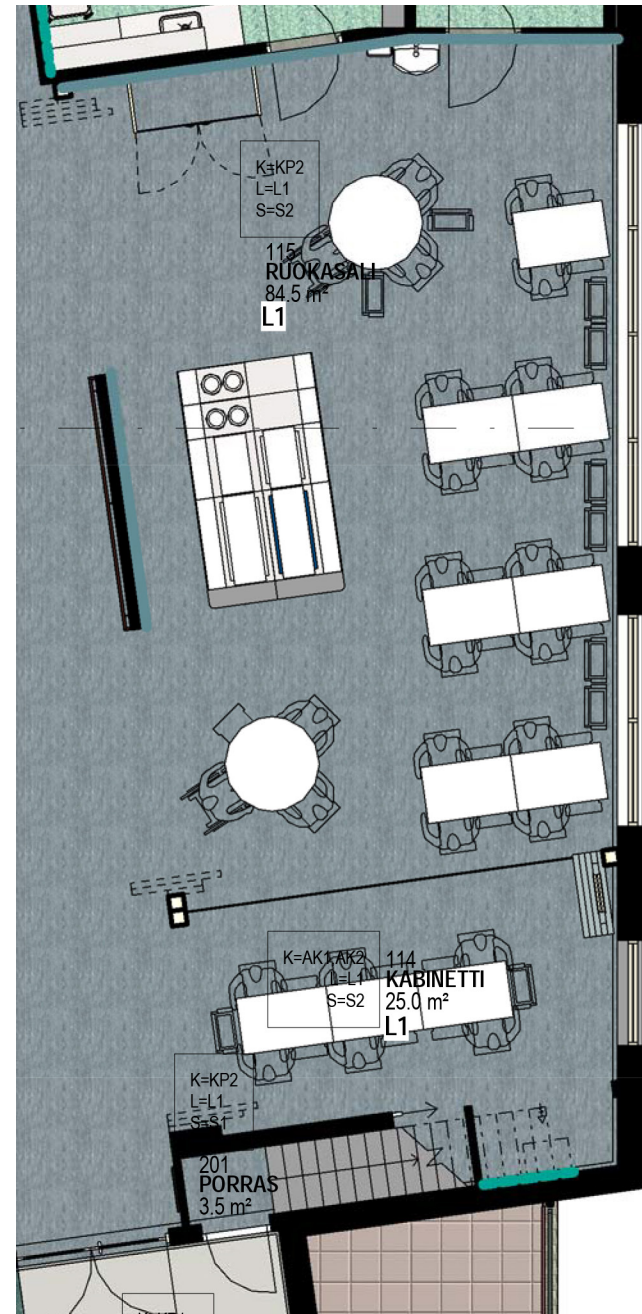 K=KP2
L=L1
S=S2
115
RUOKASALI
84.5 m²
L1
K=AK1 AK2
L=L1
S=S2
114
KABINETTI
25.0 m²
L1
K=KP2
L=L1
S=S1
201
PORRAS
3.5 m²